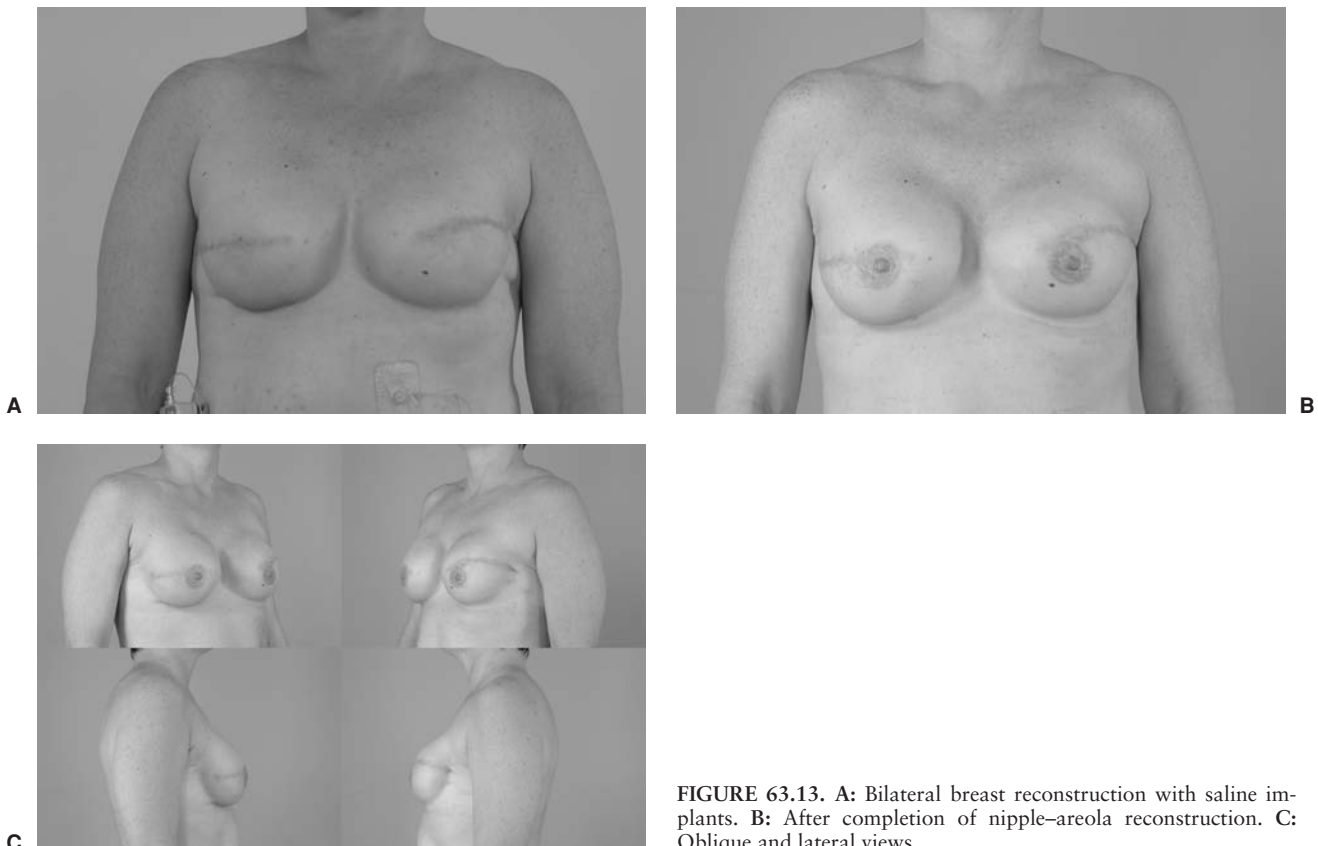 A
B
C
FIGURE 63.13. A: Bilateral breast reconstruction with saline im-
plants. B: After completion of nipple–areola reconstruction. C:
Oblique and lateral views.